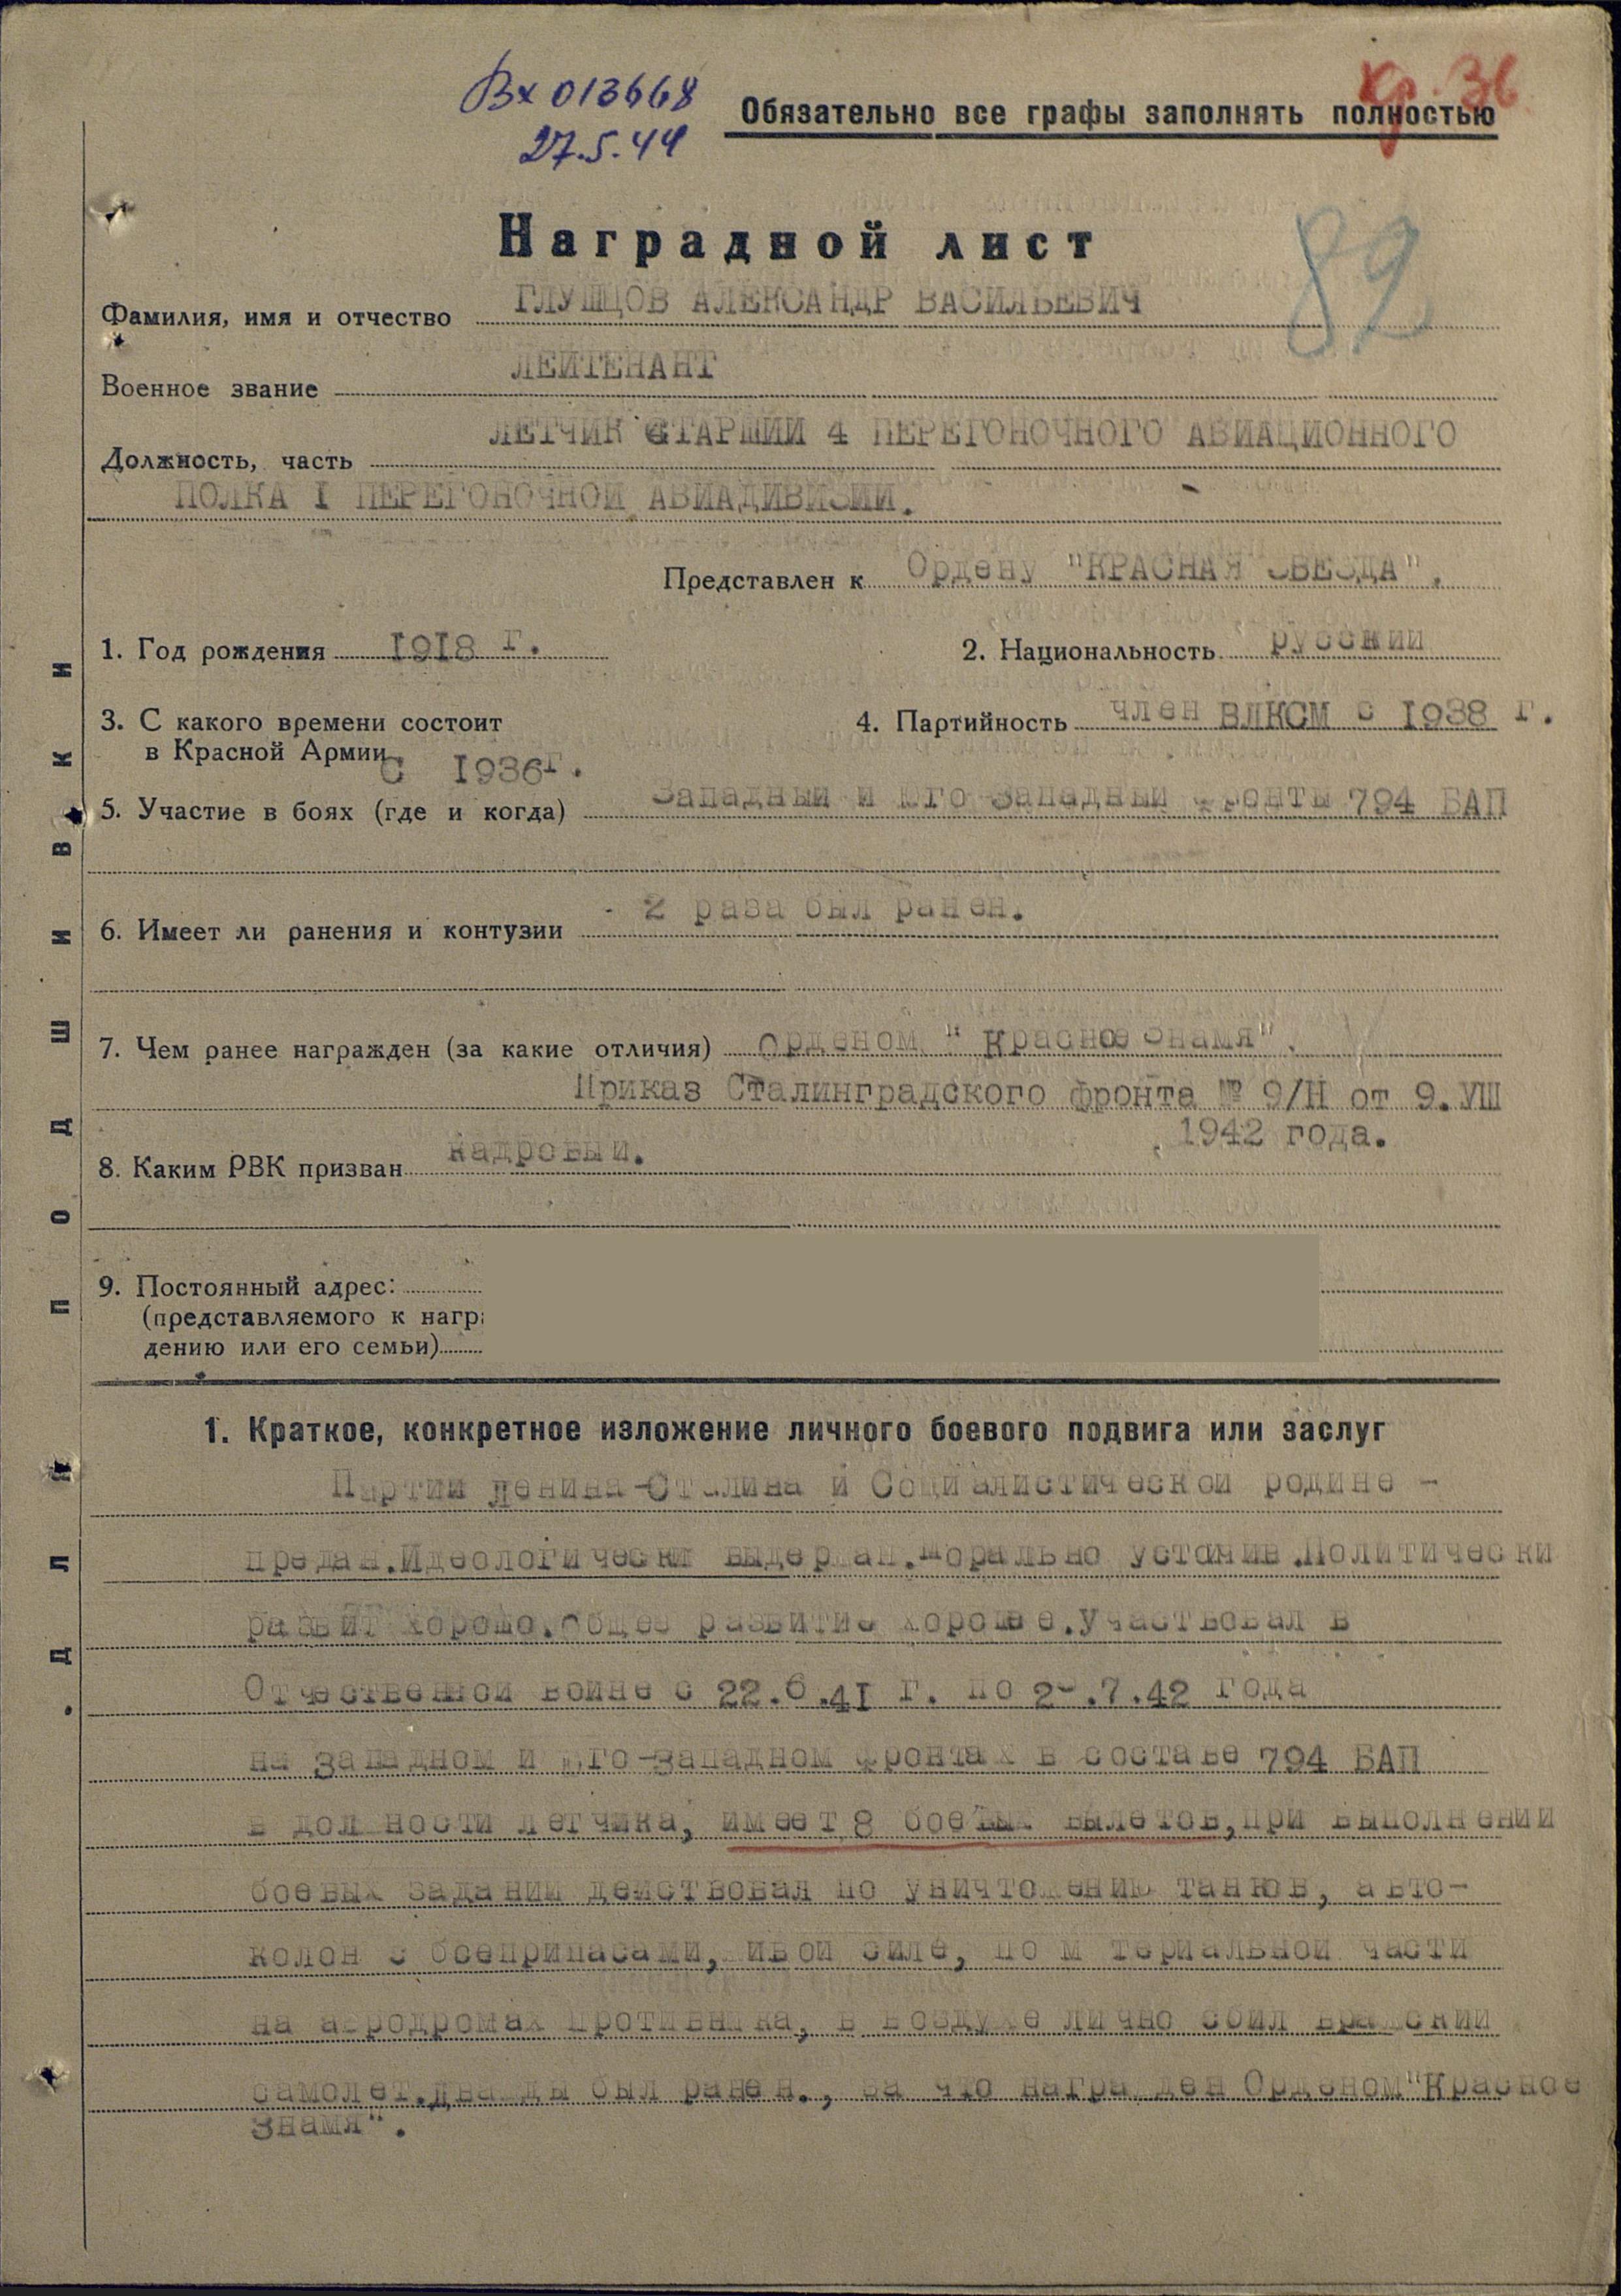 Вх 013668
27.5.44
Кр. 36
Обязательно все графы заполнять полностью
89
Наградной лист
Фамилия, имя и отчество ГЛУШЦОВ АЛЕКСАНДР ВАСИЛЬЕВИЧ
Военное звание ЛЕЙТЕНАНТ
Должность, часть ЛЕТЧИК СТАРШИЙ 4 ПЕРЕГОНОЧНОГО АВИАЦИОННОГО
ПОЛКА I ПЕРЕГОНОЧНОЙ АВИАДИВИЗИИ.
Представлен к Ордену "КРАСНАЯ ЗВЕЗДА".
1. Год рождения 1918 г. 2. Национальность русский
3. С какого времени состоит 4. Партийность член ВЛКСМ с 1938 г.
в Красной Армии С 1936г.
5. Участие в боях (где и когда) Западный и Юго-Западный фронты 794 БАП
6. Имеет ли ранения и контузии 2 раза был ранен.
7. Чем ранее награжден (за какие отличия) орденом "Красное Знамя".
Приказ Сталинградского фронта № 9/Н от 9.УШ
1942 года.
8. Каким РВК призван кадровый.
9. Постоянный адрес:
(представляемого к награ
дению или его семьи)
1. Краткое, конкретное изложение личного боевого подвига или заслуг
Партии Ленина-Сталина и Социалистической родине -
предан. Идеологически выдержан. Морально устойчив. Политически
развит хорошо. Общее развитие хорошее. Участвовал в
Отчественной войне с 22.6.41 г. по .7.42 года
на Западном и Юго-Западном фронтах в составе 794 БАП
в должности летчика, имеет 8 боевых вылетов, при выполнении
боевых заданий действовал по уничтожению танков, авто-
колон с боеприпасами, живой силе, по материальной части
на аэродромах противника, в воздухе лично сбил вражский
самолет. дважды был ранен., за что награжден Орденом "Красное
Знамя".
ДЛЯ ПОДШИВКИ